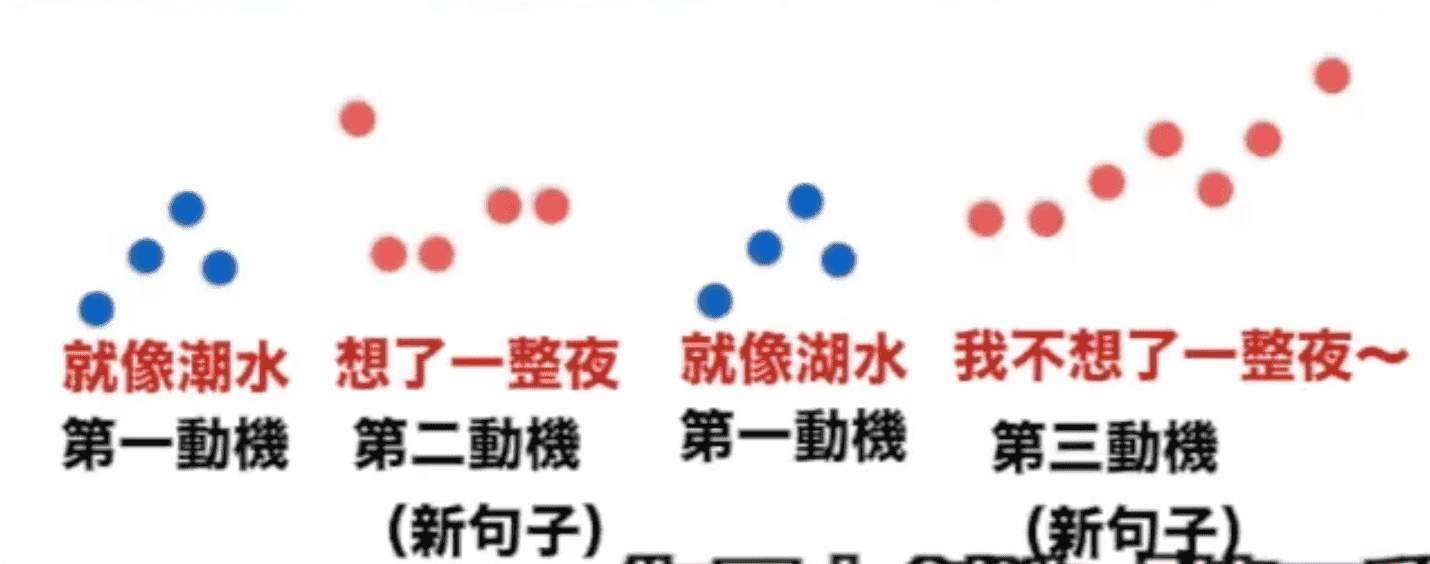 就像潮水 想了一整夜 就像湖水 我不想了一整夜～
第一動機 第二動機 第一動機 第三動機
(新句子) (新句子)